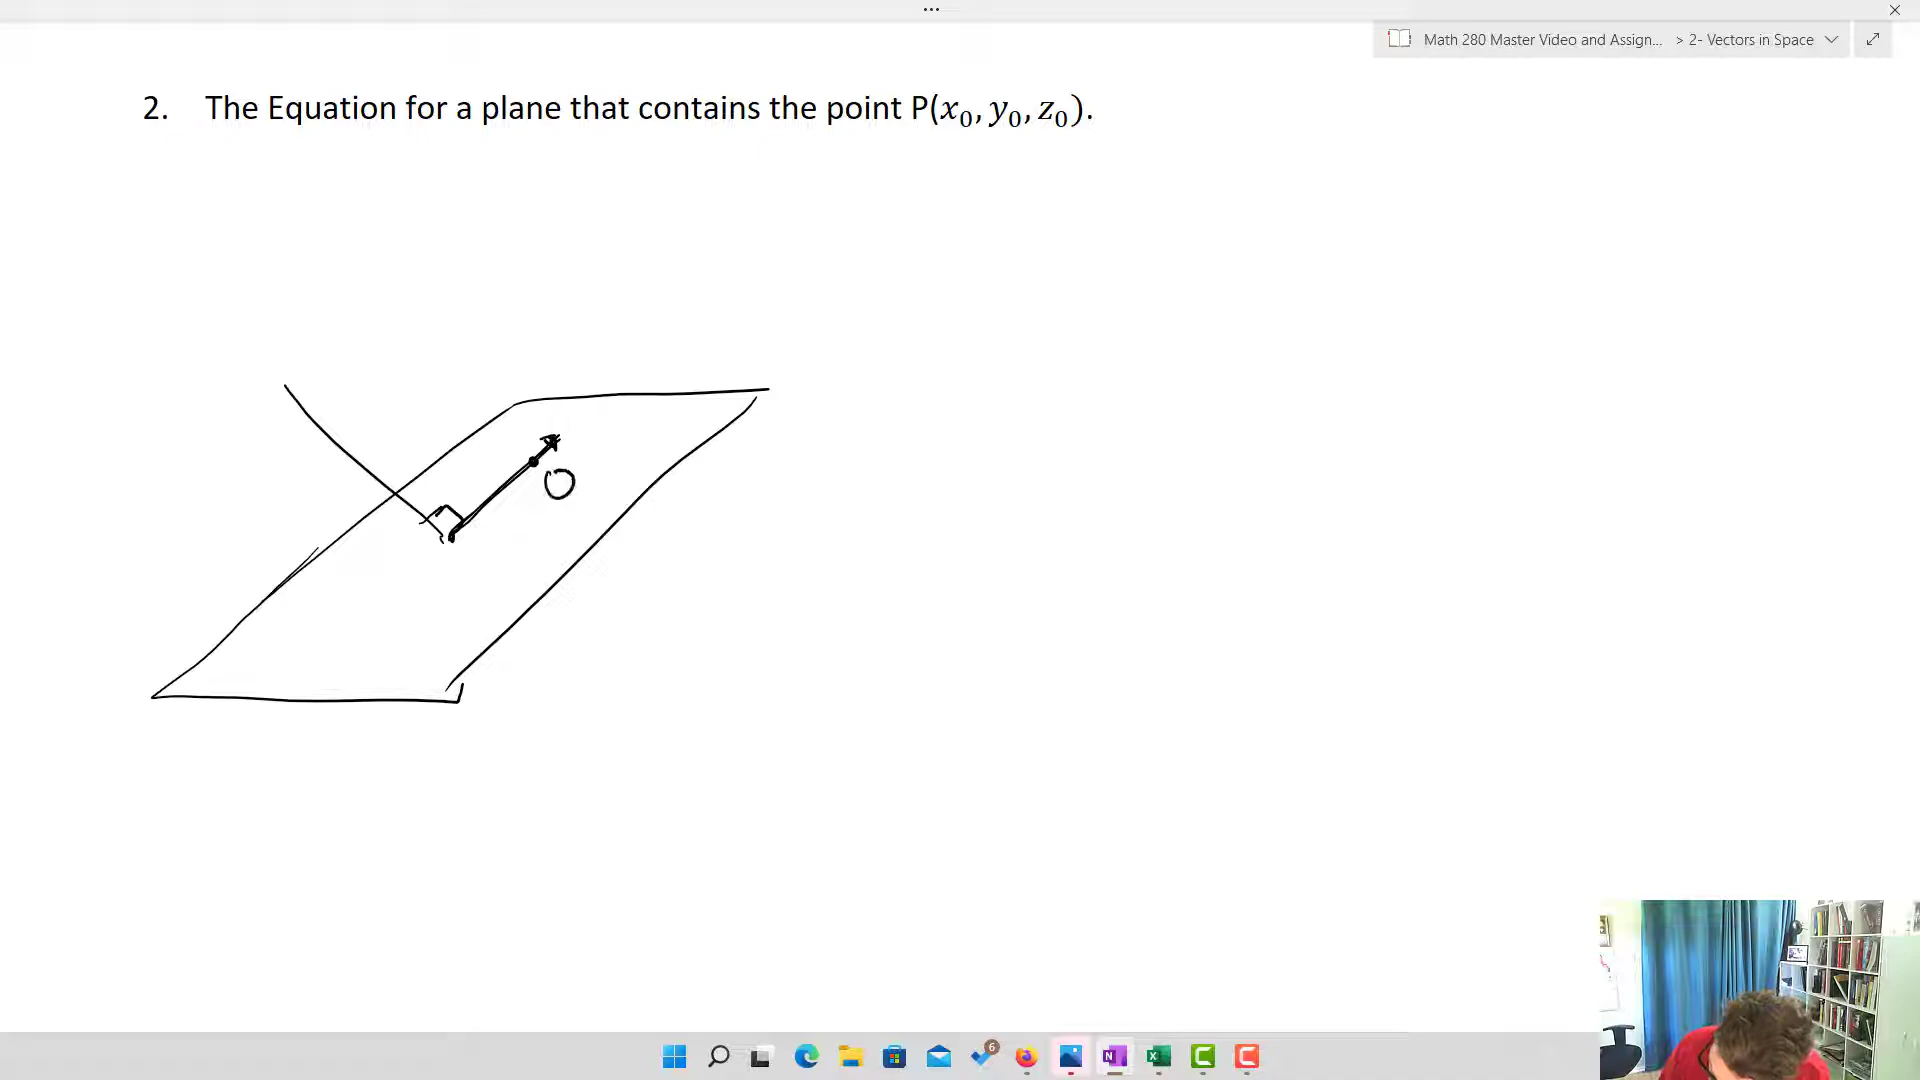 Math 280 Master Video and Assign... > 2- Vectors in Space
2. The Equation for a plane that contains the point P(x₀, y₀, z₀).
O
6